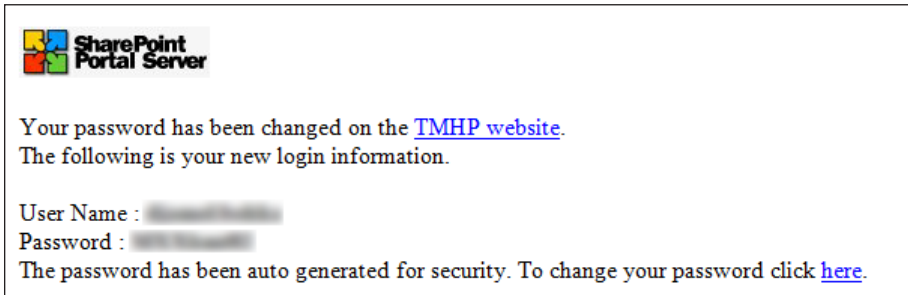 SharePoint
Portal Server
Your password has been changed on the TMHP website.
The following is your new login information.
User Name :
Password :
The password has been auto generated for security. To change your password click here.